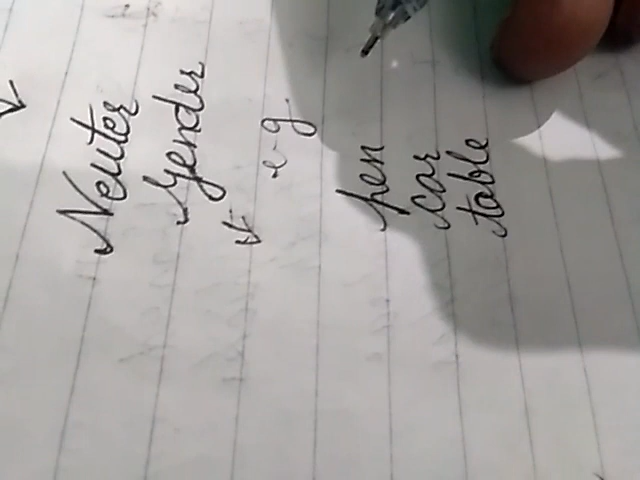 Neuter
Gender
e.g.
pen
car
table